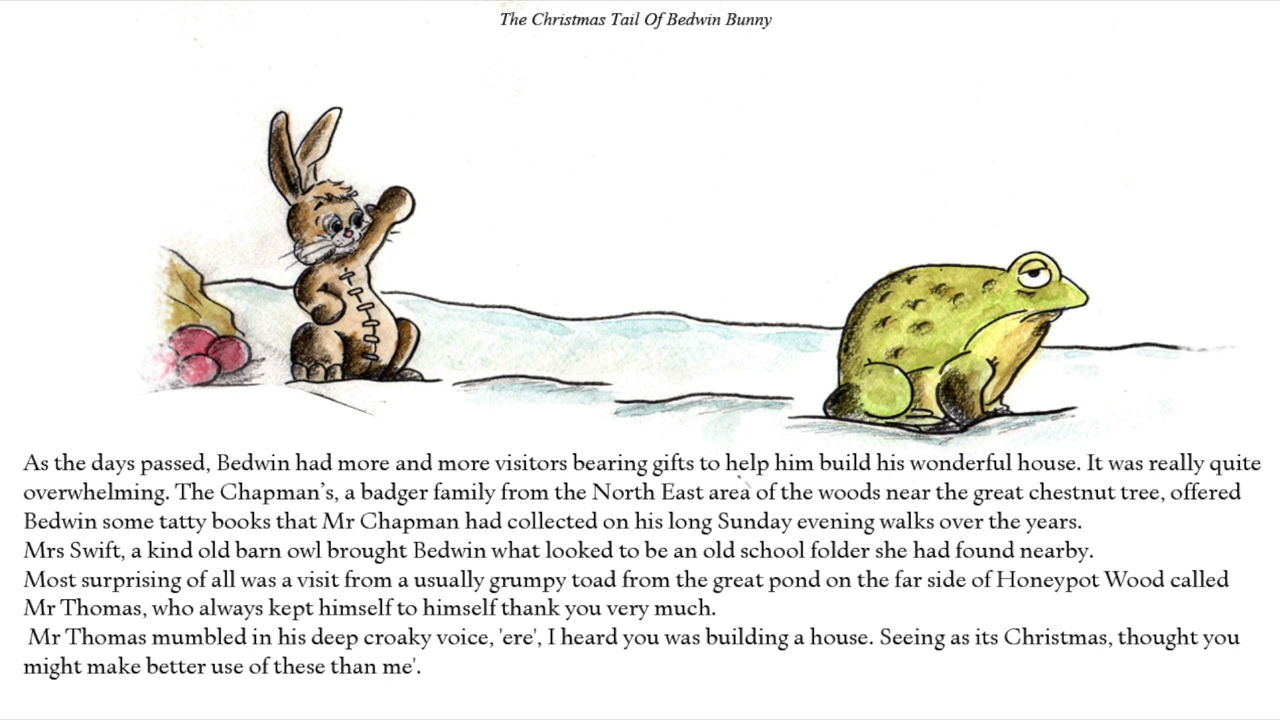 The Christmas Tail Of Bedwin Bunny
As the days passed, Bedwin had more and more visitors bearing gifts to help him build his wonderful house. It was really quite
overwhelming. The Chapman's, a badger family from the North East area of the woods near the great chestnut tree, offered
Bedwin some tatty books that Mr Chapman had collected on his long Sunday evening walks over the years.
Mrs Swift, a kind old barn owl brought Bedwin what looked to be an old school folder she had found nearby.
Most surprising of all was a visit from a usually grumpy toad from the great pond on the far side of Honeypot Wood called
Mr Thomas, who always kept himself to himself thank you very much.
Mr Thomas mumbled in his deep croaky voice, 'ere', I heard you was building a house. Seeing as its Christmas, thought you
might make better use of these than me'.